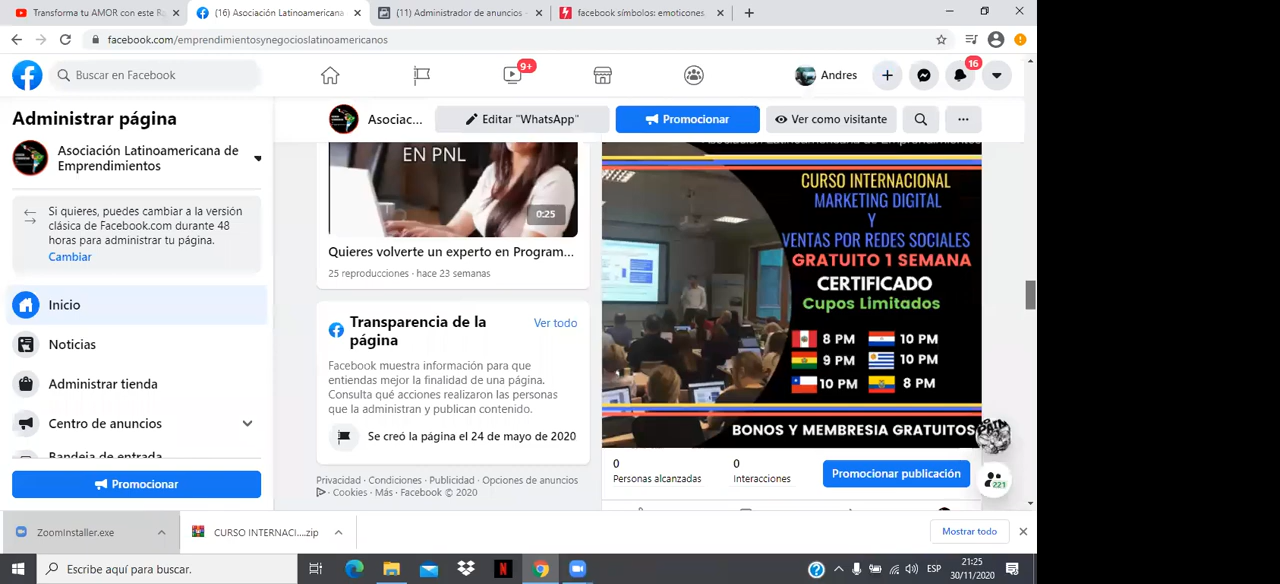 Transforma tu AMOR con este R
(16) Asociación Latinoamericana
(11) Administrador de anuncios
facebook símbolos: emoticones
facebook.com/emprendimientosynegocioslatinoamericanos
Buscar en Facebook
9+
Andres
16
Administrar página
Asociación Latinoamericana de
Emprendimientos
Si quieres, puedes cambiar a la versión
clásica de Facebook.com durante 48
horas para administrar tu página.
Cambiar
Inicio
Noticias
Administrar tienda
Centro de anuncios
Bandeja de entrada
Promocionar
Asociac...
Editar "WhatsApp"
Promocionar
Ver como visitante
EN PNL
0:25
Quieres volverte un experto en Program...
25 reproducciones · hace 23 semanas
Transparencia de la
página
Ver todo
Facebook muestra información para que
entiendas mejor la finalidad de una página.
Consulta qué acciones realizaron las personas
que la administran y publican contenido.
Se creó la página el 24 de mayo de 2020
Privacidad · Condiciones · Publicidad · Opciones de anuncios
· Cookies · Más · Facebook © 2020
Asociación Latinoamericana de Emprendimientos
CURSO INTERNACIONAL
MARKETING DIGITAL
Y
VENTAS POR REDES SOCIALES
GRATUITO 1 SEMANA
CERTIFICADO
Cupos Limitados
8 PM 10 PM
9 PM 10 PM
10 PM 8 PM
BONOS Y MEMBRESIA GRATUITOS
0
Personas alcanzadas
0
Interacciones
Promocionar publicación
221
ZoomInstaller.exe
CURSO INTERNACI....zip
Mostrar todo
Escribe aquí para buscar.
ESP
21:25
30/11/2020